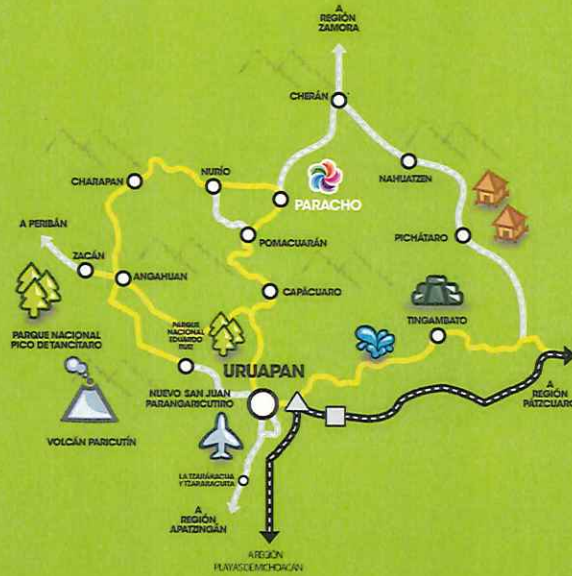 A
REGIÓN
ZAMORA
CHERÁN
NURÍO
CHARAPAN
NAHUATZEN
PARACHO
A PERIBÁN
POMACUARÁN
PICHÁTARO
ZACÁN
ANGAHUAN
CAPÁCUARO
TINGAMBATO
PARQUE NACIONAL
PICO DE TANCÍTARO
PARQUE
NACIONAL
EDUARDO
RUIZ
URUAPAN
NUEVO SAN JUAN
PARANGARICUTIRO
A
REGIÓN
PÁTZCUARO
VOLCÁN PARICUTÍN
LA TZARÁRACUA
Y TZARARACUITA
A
REGIÓN
APATZINGÁN
A REGIÓN
PLAYAS DE MICHOACÁN